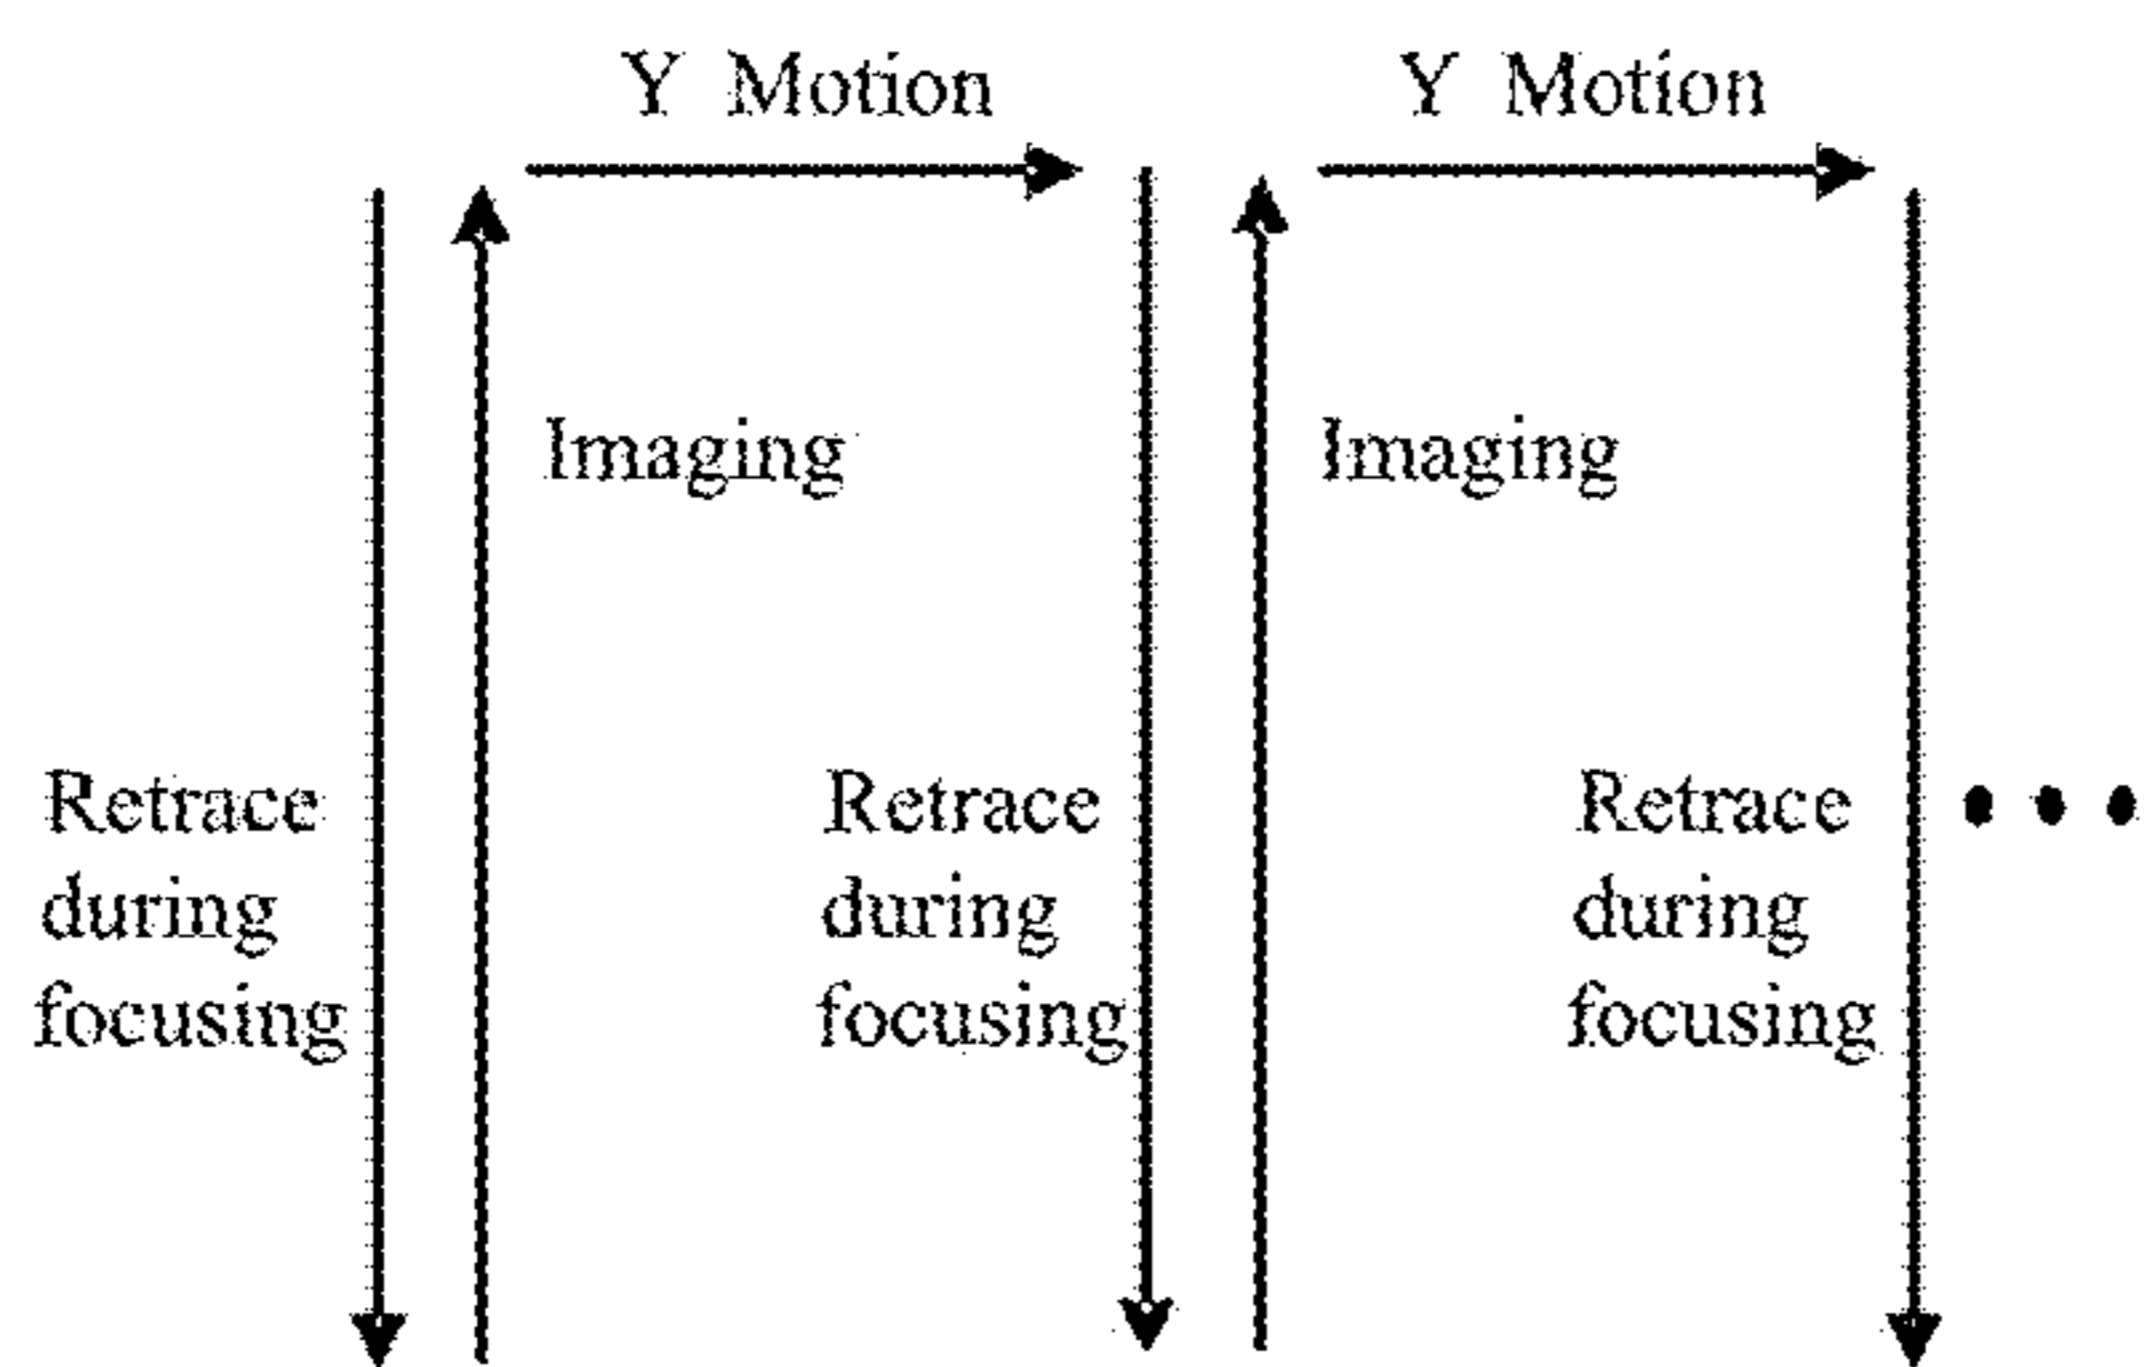 Y Motion
Y Motion
Imaging
Imaging
Retrace
during
focusing
Retrace
during
focusing
Retrace
during
focusing